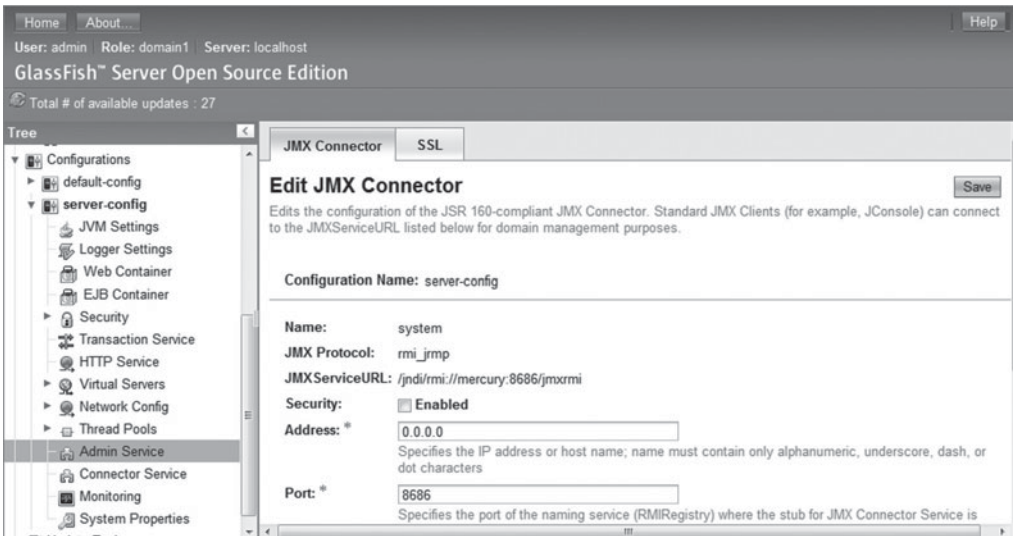 Home About... Help
User: admin Role: domain1 Server: localhost
GlassFish™ Server Open Source Edition
Total # of available updates : 27
Tree
Configurations
default-config
server-config
JVM Settings
Logger Settings
Web Container
EJB Container
Security
Transaction Service
HTTP Service
Virtual Servers
Network Config
Thread Pools
Admin Service
Connector Service
Monitoring
System Properties
JMX Connector SSL
Edit JMX Connector Save
Edits the configuration of the JSR 160-compliant JMX Connector. Standard JMX Clients (for example, JConsole) can connect
to the JMXServiceURL listed below for domain management purposes.
Configuration Name: server-config
Name: system
JMX Protocol: rmi_jrmp
JMXServiceURL: /jndi/rmi://mercury:8686/jmxrmi
Security: Enabled
Address: * 0.0.0.0
Specifies the IP address or host name; name must contain only alphanumeric, underscore, dash, or
dot characters
Port: * 8686
Specifies the port of the naming service (RMIRegistry) where the stub for JMX Connector Service is